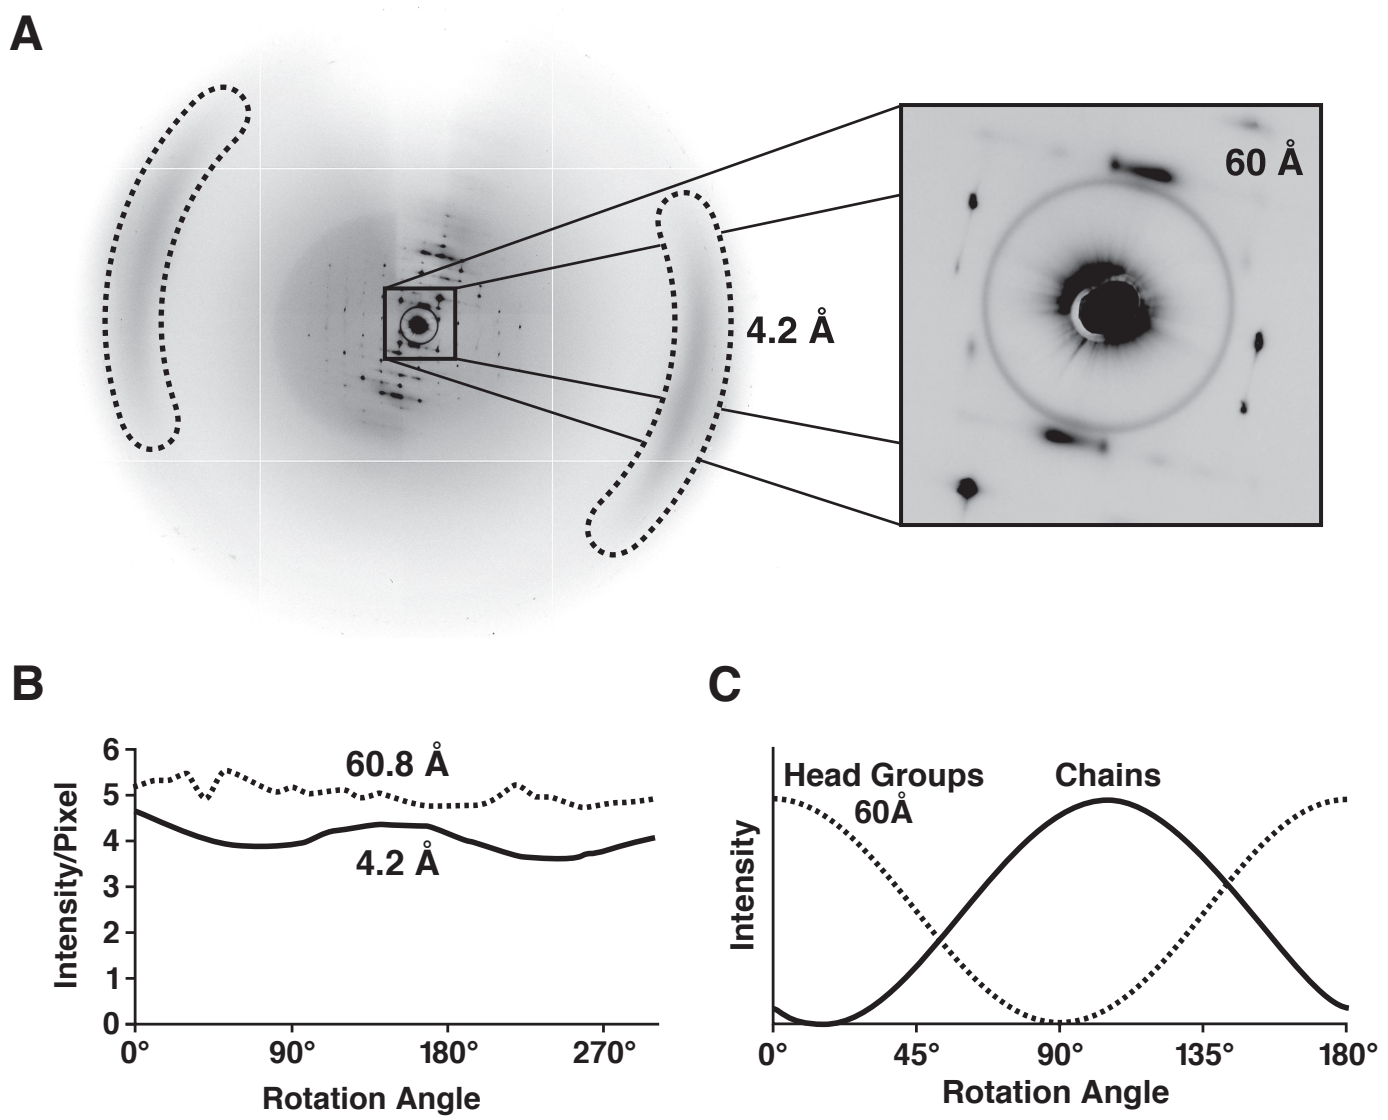 A
60 Å
4.2 Å
B
6
5
4
3
2
1
0
Intensity/Pixel
60.8 Å
4.2 Å
0° 90° 180° 270°
Rotation Angle
C
Intensity
Head Groups
60Å
Chains
0° 45° 90° 135° 180°
Rotation Angle